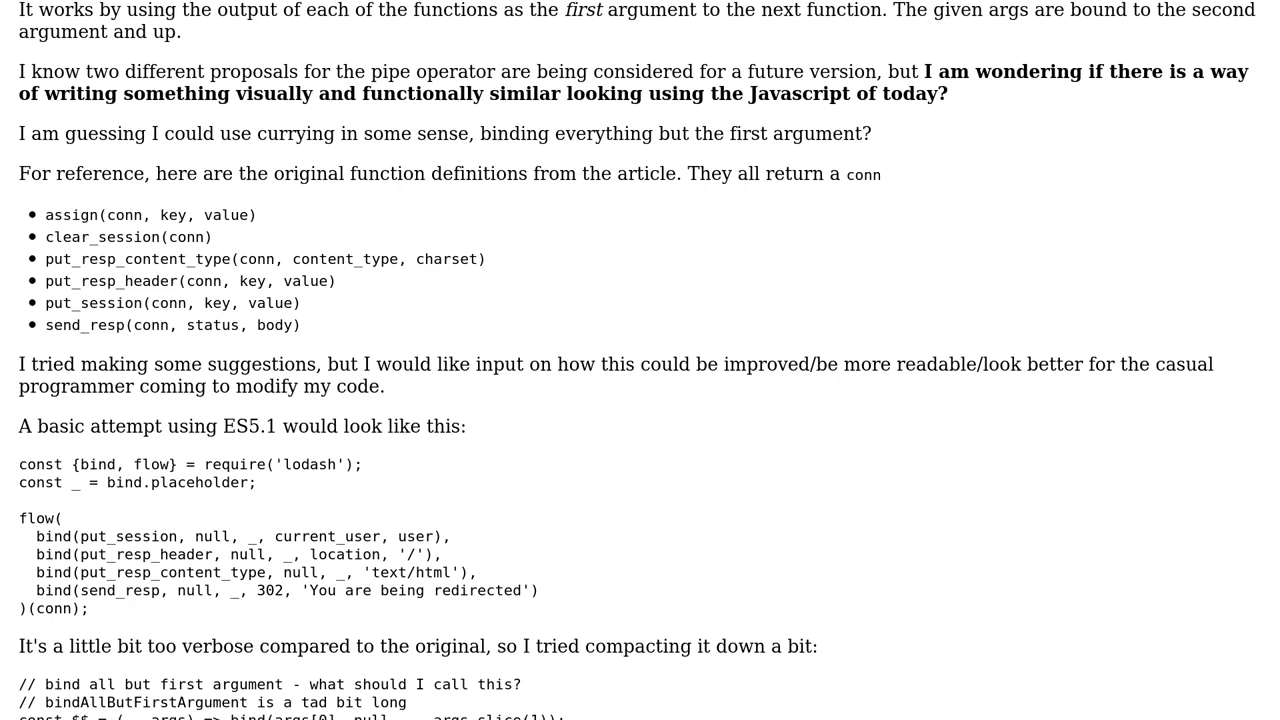 It works by using the output of each of the functions as the first argument to the next function. The given args are bound to the second
argument and up.
I know two different proposals for the pipe operator are being considered for a future version, but I am wondering if there is a way
of writing something visually and functionally similar looking using the Javascript of today?
I am guessing I could use currying in some sense, binding everything but the first argument?
For reference, here are the original function definitions from the article. They all return a conn
• assign(conn, key, value)
• clear_session(conn)
• put_resp_content_type(conn, content_type, charset)
• put_resp_header(conn, key, value)
• put_session(conn, key, value)
• send_resp(conn, status, body)
I tried making some suggestions, but I would like input on how this could be improved/be more readable/look better for the casual
programmer coming to modify my code.
A basic attempt using ES5.1 would look like this:
const {bind, flow} = require('lodash');
const _ = bind.placeholder;
flow(
  bind(put_session, null, _, current_user, user),
  bind(put_resp_header, null, _, location, '/'),
  bind(put_resp_content_type, null, _, 'text/html'),
  bind(send_resp, null, _, 302, 'You are being redirected')
)(conn);
It's a little bit too verbose compared to the original, so I tried compacting it down a bit:
// bind all but first argument - what should I call this?
// bindAllButFirstArgument is a tad bit long
const $$ = (...args) => bind(args[0], null, _, args.slice(1));